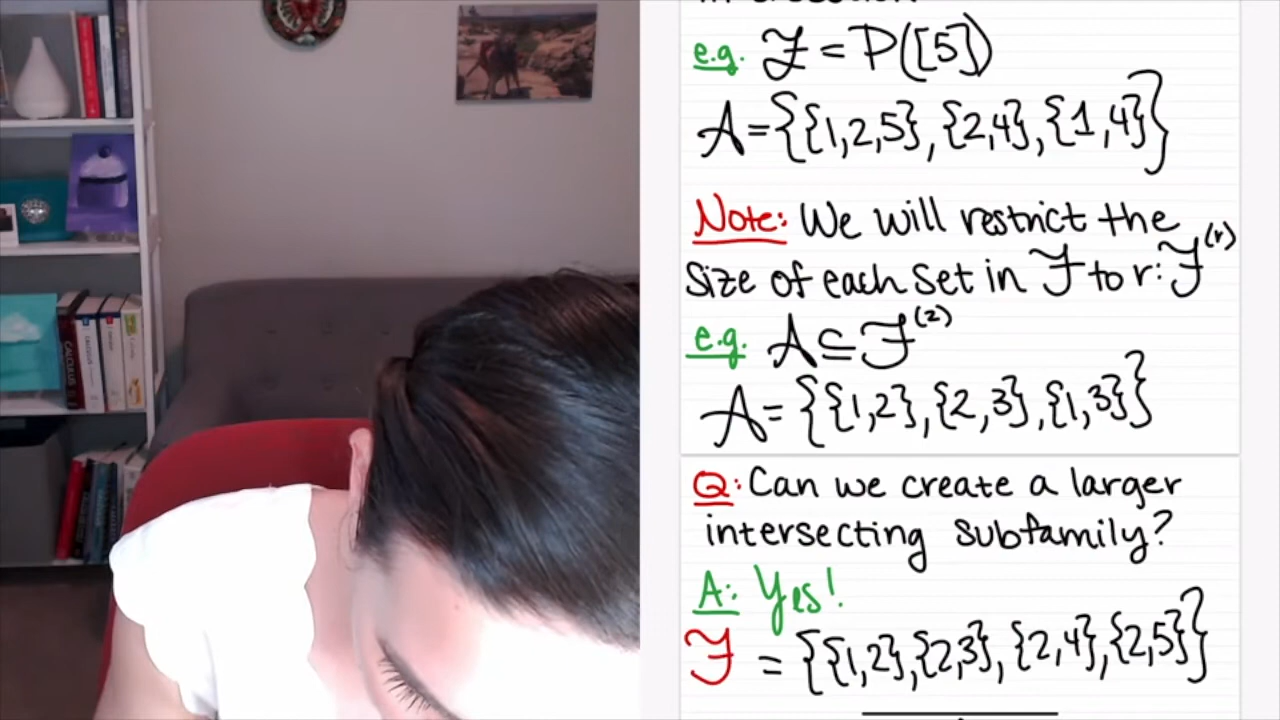 e.g. ℱ = P([5])
A = {{1,2,5}, {2,4}, {1,4}}
Note: We will restrict the
size of each set in ℱ to r: ℱ^(r)
e.g. A ⊆ ℱ^(2)
A = {{1,2}, {2,3}, {1,3}}
Q: Can we create a larger
intersecting subfamily?
A: Yes!
ℱ = {{1,2}, {2,3}, {2,4}, {2,5}}
CALCULUS